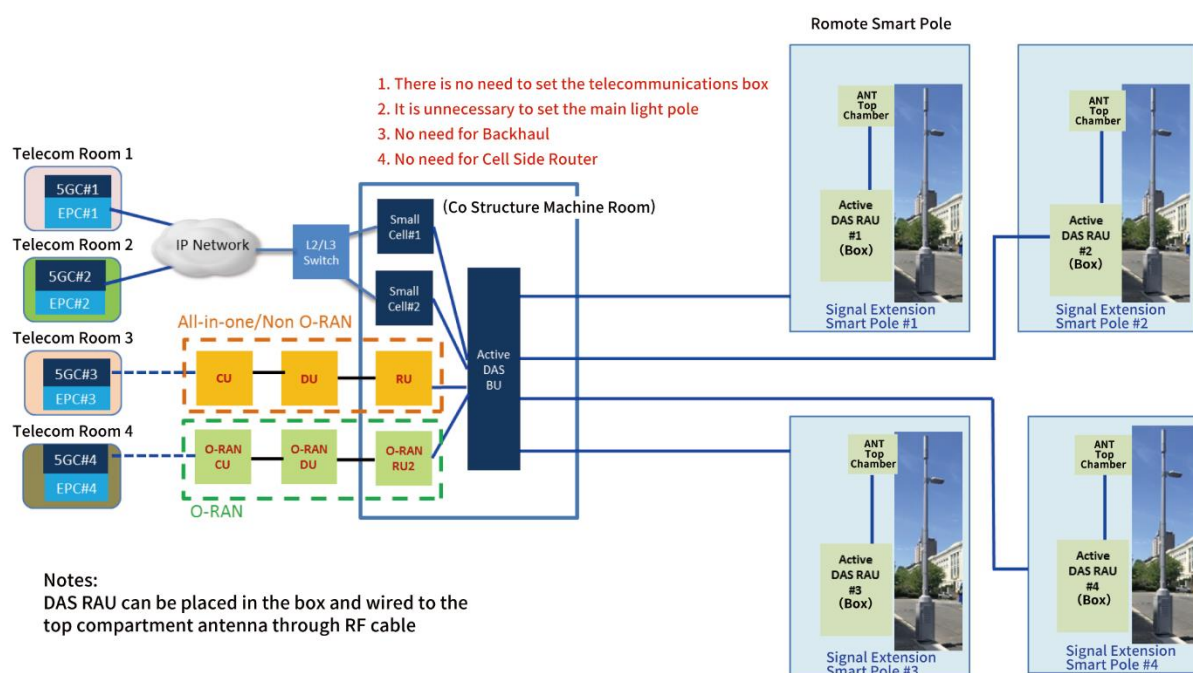 Romote Smart Pole
1. There is no need to set the telecommunications box
2. It is unnecessary to set the main light pole
3. No need for Backhaul
4. No need for Cell Side Router
Telecom Room 1
5GC#1
EPC#1
Telecom Room 2
5GC#2
EPC#2
Telecom Room 3
5GC#3
EPC#3
Telecom Room 4
5GC#4
EPC#4
IP Network
L2/L3
Switch
(Co Structure Machine Room)
Small
Cell#1
Small
Cell#2
All-in-one/Non O-RAN
CU
DU
RU
O-RAN
CU
O-RAN
DU
O-RAN
RU2
O-RAN
Active
DAS
BU
ANT
Top
Chamber
Active
DAS RAU
#1
(Box)
Signal Extension
Smart Pole #1
ANT
Top
Chamber
Active
DAS RAU
#2
(Box)
Signal Extension
Smart Pole #2
ANT
Top
Chamber
Active
DAS RAU
#3
(Box)
Signal Extension
Smart Pole #3
ANT
Top
Chamber
Active
DAS RAU
#4
(Box)
Signal Extension
Smart Pole #4
Notes:
DAS RAU can be placed in the box and wired to the
top compartment antenna through RF cable